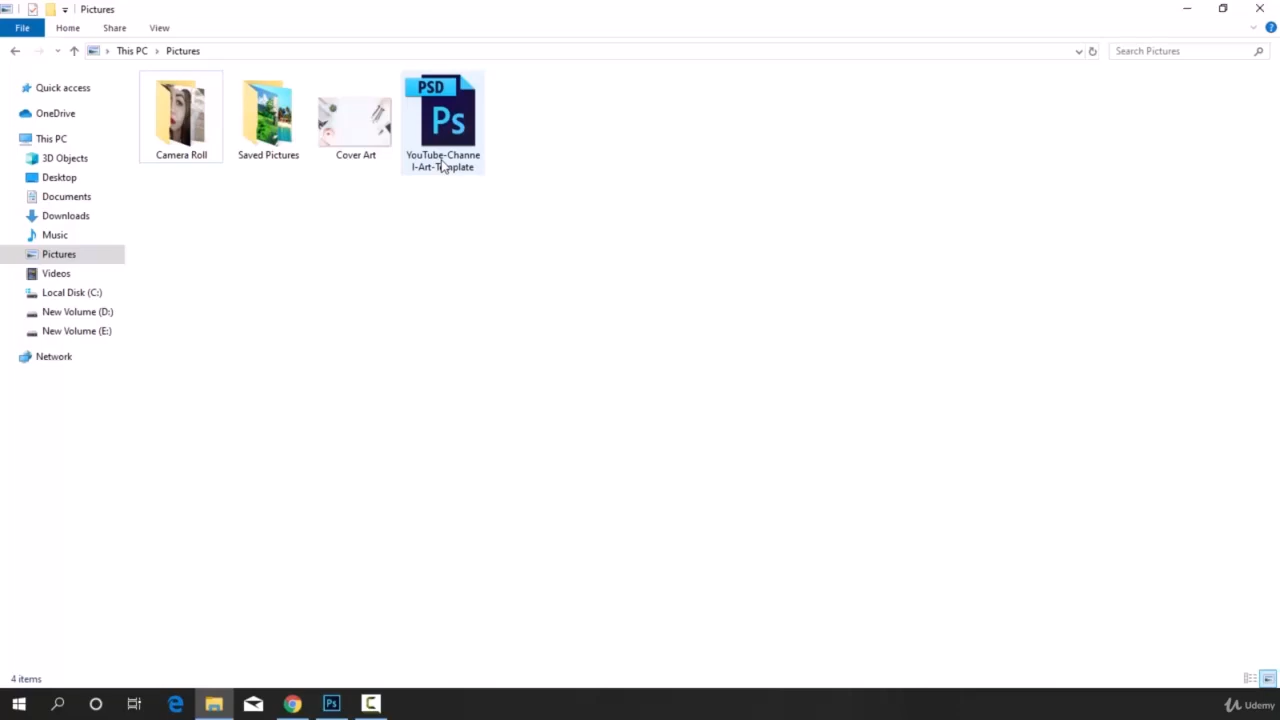 Pictures
File Home Share View
This PC > Pictures
Search Pictures
Quick access
OneDrive
This PC
3D Objects
Desktop
Documents
Downloads
Music
Pictures
Videos
Local Disk (C:)
New Volume (D:)
New Volume (E:)
Network
Camera Roll
Saved Pictures
Cover Art
PSD
Ps
YouTube-Channe
l-Art-Template
4 items
Ps
Udemy